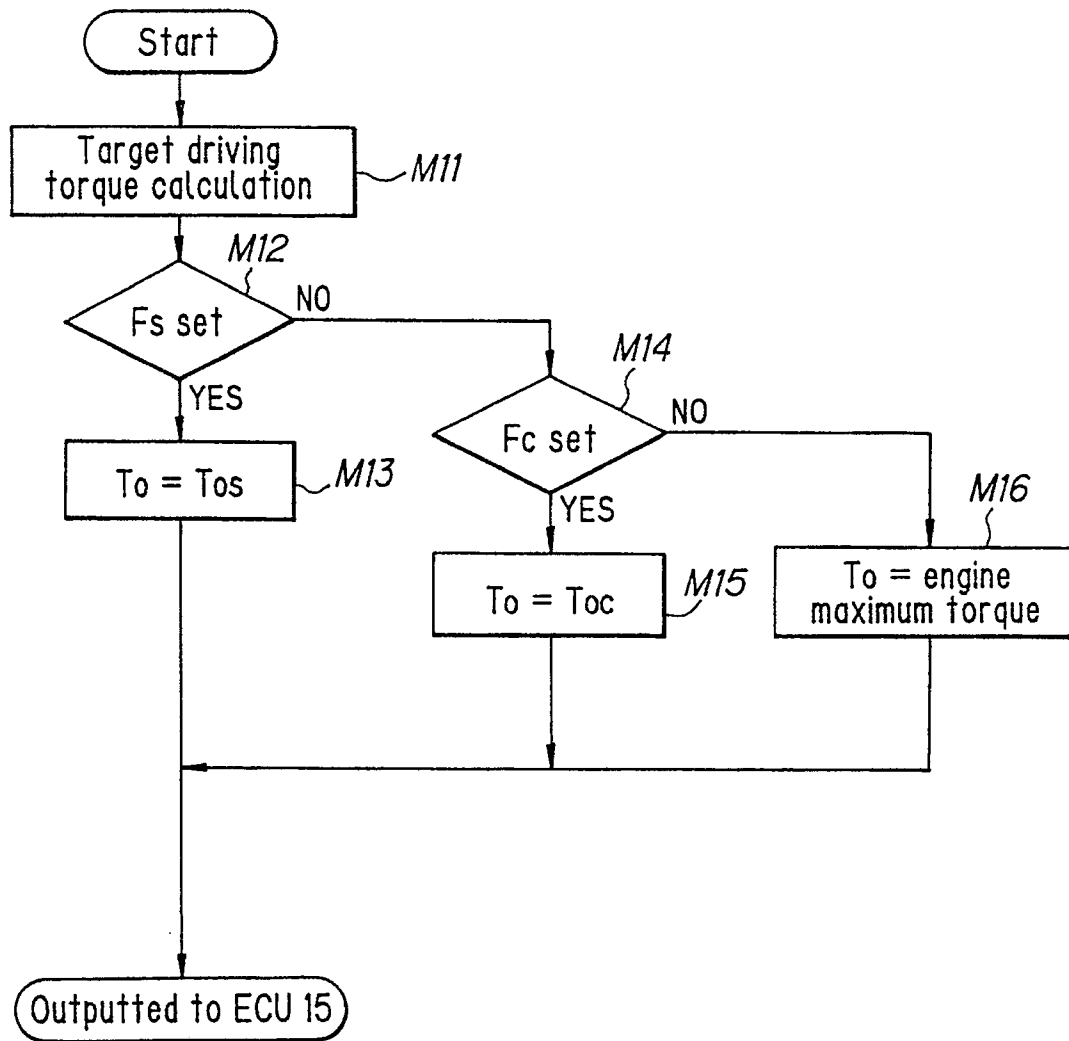 Start
Target driving
torque calculation
M11
M12
Fs set
NO
YES
M14
Fc set
NO
YES
To = Tos
M13
M16
To = Toc
M15
To = engine
maximum torque
Outputted to ECU 15